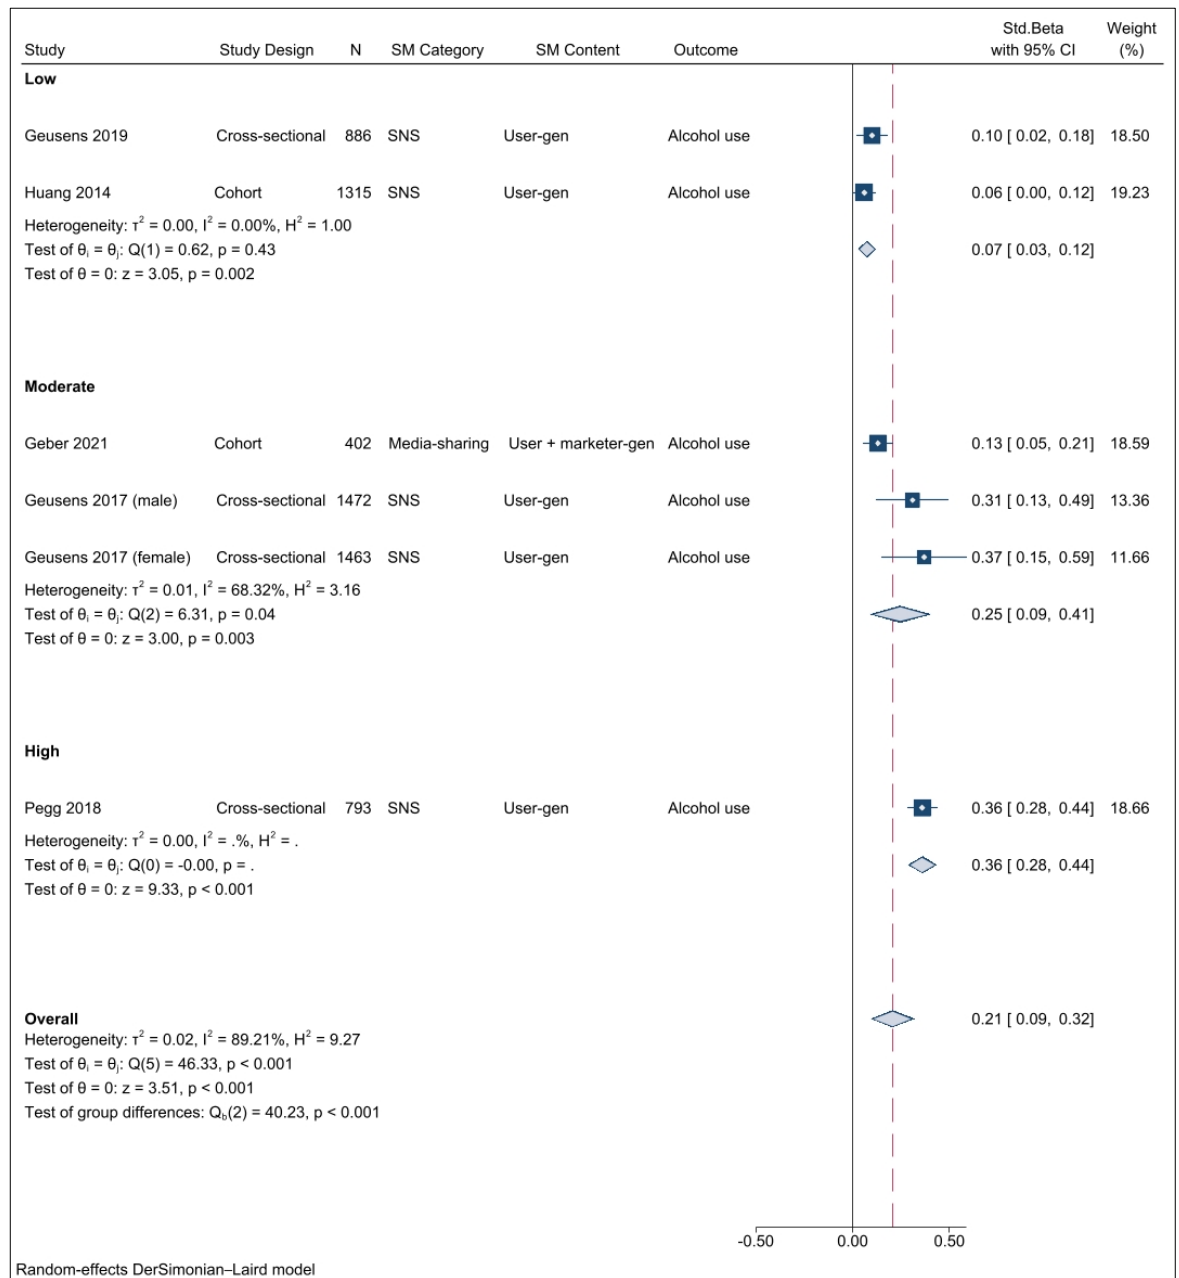 Std.Beta Weight
Study Study Design N SM Category SM Content Outcome with 95% CI (%)
Low
Geusens 2019 Cross-sectional 886 SNS User-gen Alcohol use 0.10 [ 0.02, 0.18] 18.50
Huang 2014 Cohort 1315 SNS User-gen Alcohol use 0.06 [ 0.00, 0.12] 19.23
Heterogeneity: τ² = 0.00, I² = 0.00%, H² = 1.00
Test of θᵢ = θⱼ: Q(1) = 0.62, p = 0.43 0.07 [ 0.03, 0.12]
Test of θ = 0: z = 3.05, p = 0.002
Moderate
Geber 2021 Cohort 402 Media-sharing User + marketer-gen Alcohol use 0.13 [ 0.05, 0.21] 18.59
Geusens 2017 (male) Cross-sectional 1472 SNS User-gen Alcohol use 0.31 [ 0.13, 0.49] 13.36
Geusens 2017 (female) Cross-sectional 1463 SNS User-gen Alcohol use 0.37 [ 0.15, 0.59] 11.66
Heterogeneity: τ² = 0.01, I² = 68.32%, H² = 3.16
Test of θᵢ = θⱼ: Q(2) = 6.31, p = 0.04 0.25 [ 0.09, 0.41]
Test of θ = 0: z = 3.00, p = 0.003
High
Pegg 2018 Cross-sectional 793 SNS User-gen Alcohol use 0.36 [ 0.28, 0.44] 18.66
Heterogeneity: τ² = 0.00, I² = .%, H² = .
Test of θᵢ = θⱼ: Q(0) = -0.00, p = . 0.36 [ 0.28, 0.44]
Test of θ = 0: z = 9.33, p < 0.001
Overall 0.21 [ 0.09, 0.32]
Heterogeneity: τ² = 0.02, I² = 89.21%, H² = 9.27
Test of θᵢ = θⱼ: Q(5) = 46.33, p < 0.001
Test of θ = 0: z = 3.51, p < 0.001
Test of group differences: Q_b(2) = 40.23, p < 0.001
-0.50 0.00 0.50
Random-effects DerSimonian–Laird model